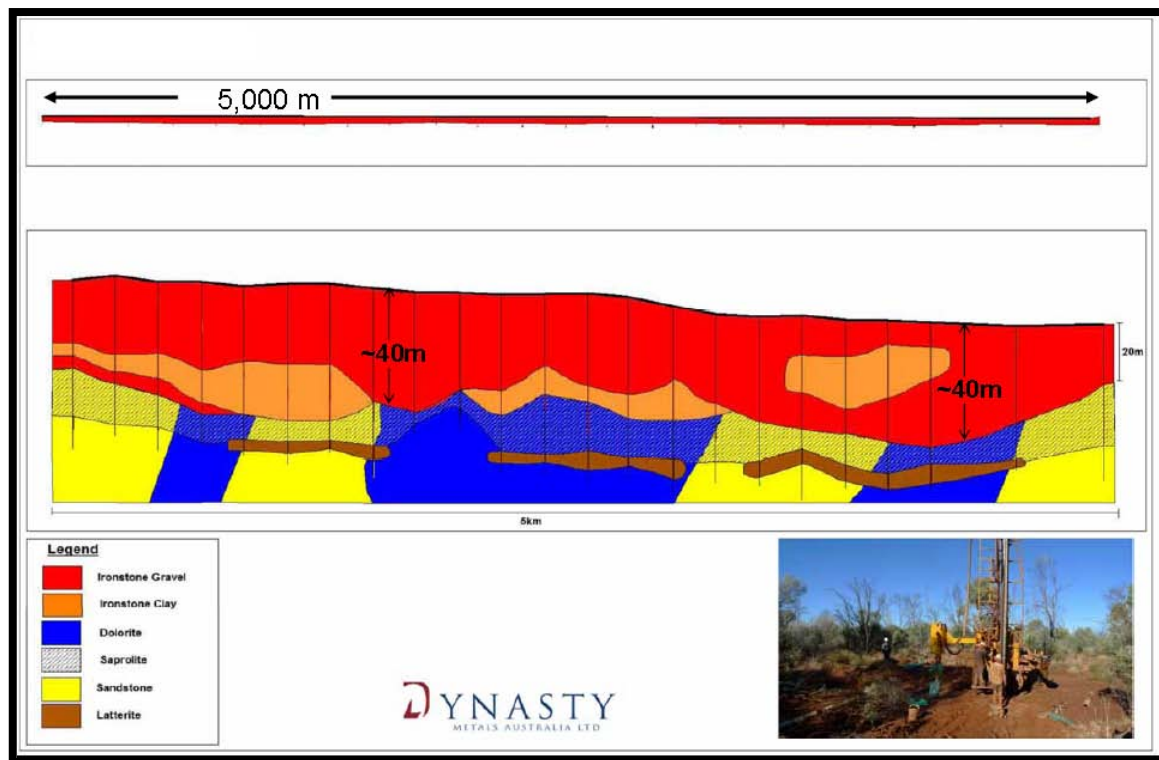 5,000 m
~40m
~40m
20m
5km
Legend
Ironstone Gravel
Ironstone Clay
Dolorite
Saprolite
Sandstone
Latterite
DYNASTY
METALS AUSTRALIA LTD